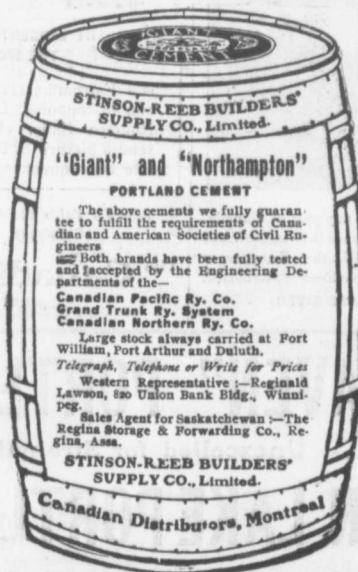 GIANT
CEMENT
STINSON-REEB BUILDERS'
SUPPLY CO., Limited.
"Giant" and "Northampton"
PORTLAND CEMENT
The above cements we fully guaran-
tee to fulfill the requirements of Cana-
dian and American Societies of Civil En-
gineers
Both brands have been fully tested
and faccepted by the Engineering De-
partments of the—
Canadian Pacific Ry. Co.
Grand Trunk Ry. System
Canadian Northern Ry. Co.
Large stock always carried at Fort
William, Port Arthur and Duluth.
Telegraph, Telephone or Write for Prices
Western Representative :—Reginald
Lawson, 820 Union Bank Bldg., Winni-
peg.
Sales Agent for Saskatchewan :—The
Regina Storage & Forwarding Co., Re-
gina, Assa.
STINSON-REEB BUILDERS'
SUPPLY CO., Limited.
Canadian Distributors, Montreal